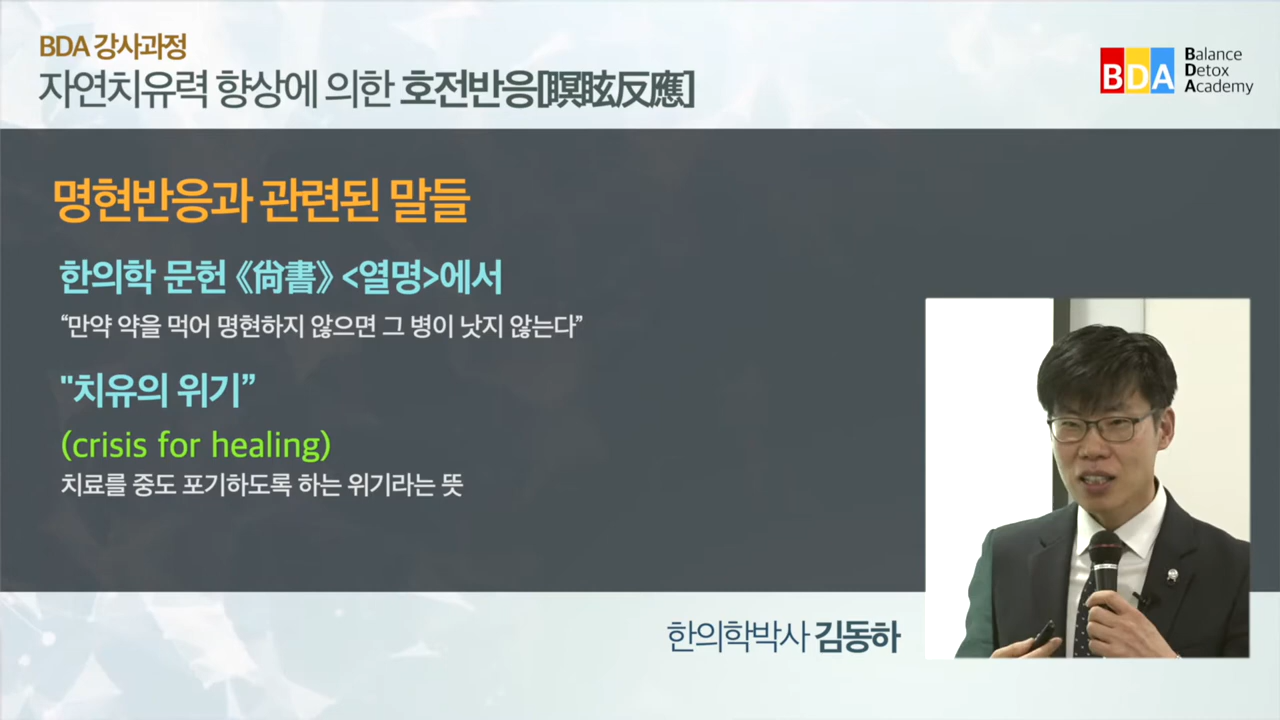 BDA 강사과정
자연치유력 향상에 의한 호전반응[瞑眩反應]
BDA Balance Detox Academy
명현반응과 관련된 말들
한의학 문헌 《尙書》 <열명>에서
“만약 약을 먹어 명현하지 않으면 그 병이 낫지 않는다”
"치유의 위기”
(crisis for healing)
치료를 중도 포기하도록 하는 위기라는 뜻
한의학박사 김동하